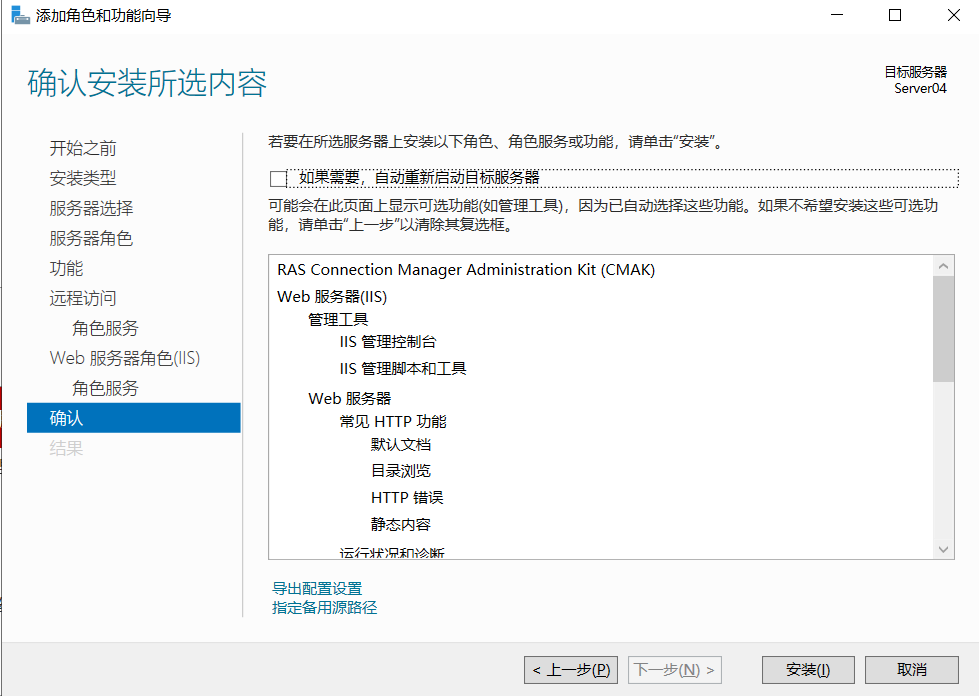 添加角色和功能向导
确认安装所选内容
目标服务器
Server04
开始之前
安装类型
服务器选择
服务器角色
功能
远程访问
角色服务
Web 服务器角色(IIS)
角色服务
确认
结果
若要在所选服务器上安装以下角色、角色服务或功能，请单击“安装”。
如果需要，自动重新启动目标服务器
可能会在此页面上显示可选功能(如管理工具)，因为已自动选择这些功能。如果不希望安装这些可选功
能，请单击“上一步”以清除其复选框。
RAS Connection Manager Administration Kit (CMAK)
Web 服务器(IIS)
管理工具
IIS 管理控制台
IIS 管理脚本和工具
Web 服务器
常见 HTTP 功能
默认文档
目录浏览
HTTP 错误
静态内容
运行状况和诊断
导出配置设置
指定备用源路径
< 上一步(P)
下一步(N) >
安装(I)
取消